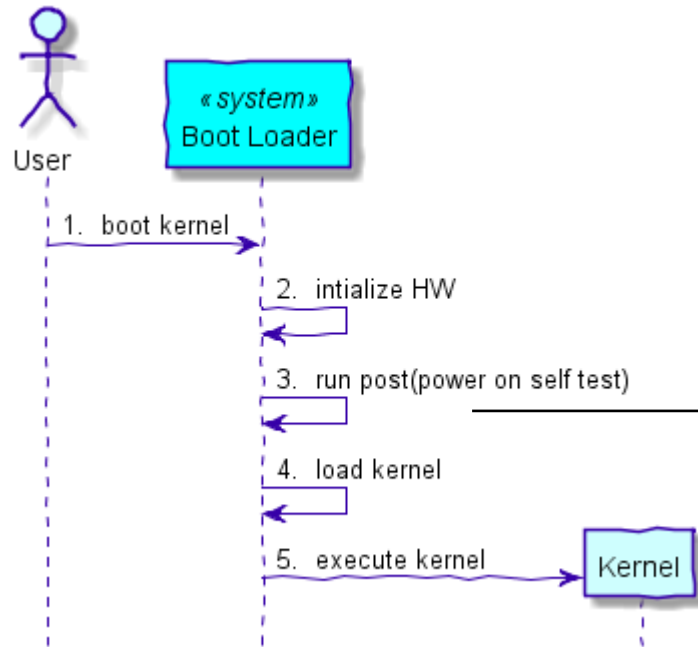 «system»
Boot Loader
User
1. boot kernel
2. intialize HW
3. run post(power on self test)
4. load kernel
5. execute kernel
Kernel